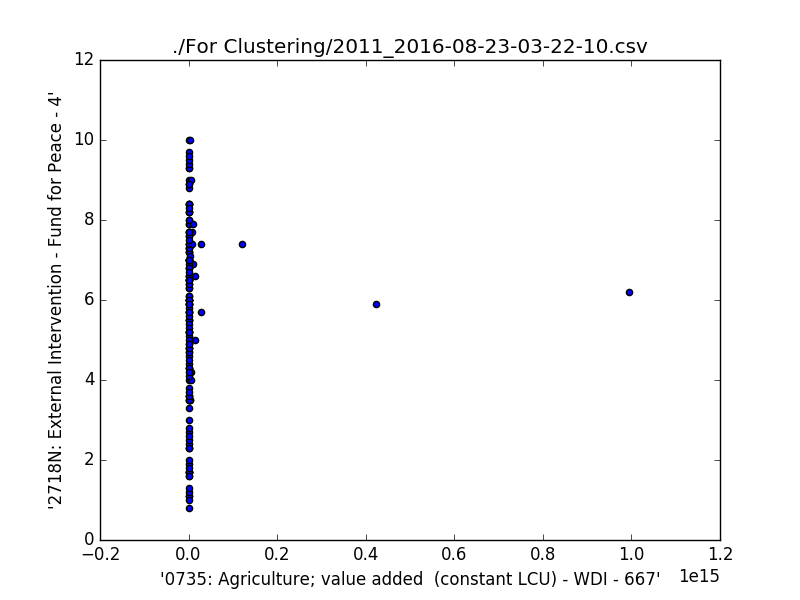 ./For Clustering/2011_2016-08-23-03-22-10.csv
12
10
8
6
4
2
0
'2718N: External Intervention - Fund for Peace - 4'
−0.2 0.0 0.2 0.4 0.6 0.8 1.0 1.2
1e15
'0735: Agriculture; value added  (constant LCU) - WDI - 667'